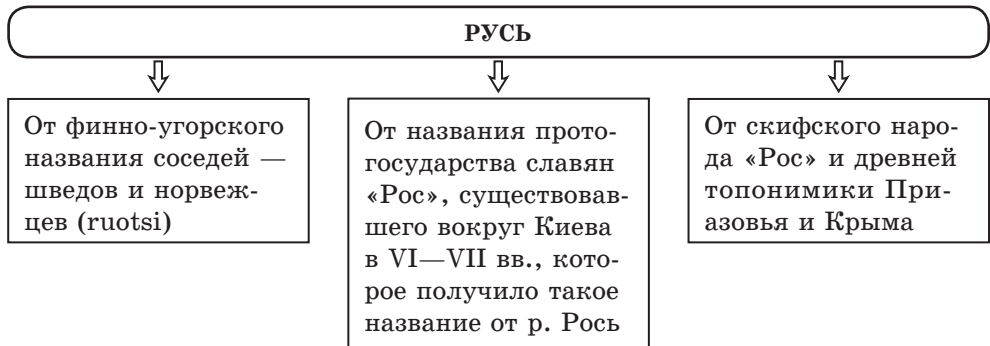 РУСЬ
От финно-угорского
названия соседей —
шведов и норвеж-
цев (ruotsi)
От названия прото-
государства славян
«Рос», существовав-
шего вокруг Киева
в VI—VII вв., кото-
рое получило такое
название от р. Рось
От скифского наро-
да «Рос» и древней
топонимики При-
азовья и Крыма